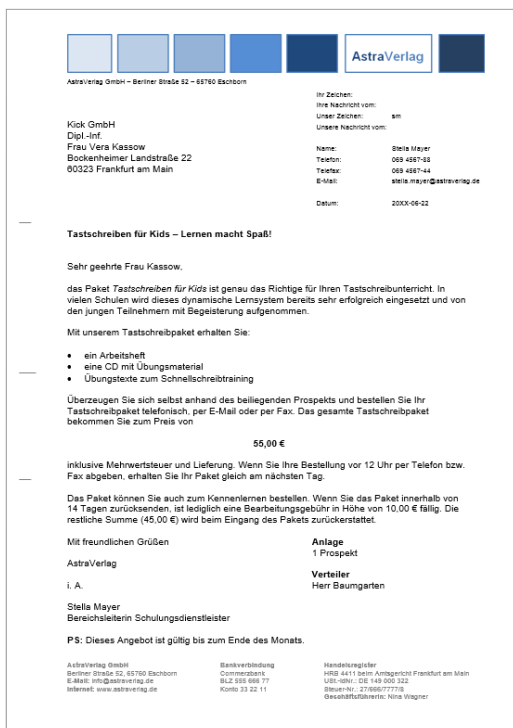 AstraVerlag
AstraVerlag GmbH – Berliner Straße 52 – 65760 Eschborn
Ihr Zeichen:
Ihre Nachricht vom:
Unser Zeichen: sm
Unsere Nachricht vom:
Kick GmbH
Dipl.-Inf.
Frau Vera Kassow
Bockenheimer Landstraße 22
60323 Frankfurt am Main
Name: Stella Mayer
Telefon: 069 4567-88
Telefax: 069 4567-44
E-Mail: stella.mayer@astraverlag.de
Datum: 20XX-06-22
Tastschreiben für Kids – Lernen macht Spaß!
Sehr geehrte Frau Kassow,
das Paket Tastschreiben für Kids ist genau das Richtige für Ihren Tastschreibunterricht. In
vielen Schulen wird dieses dynamische Lernsystem bereits sehr erfolgreich eingesetzt und von
den jungen Teilnehmern mit Begeisterung aufgenommen.
Mit unserem Tastschreibpaket erhalten Sie:
• ein Arbeitsheft
• eine CD mit Übungsmaterial
• Übungstexte zum Schnellschreibtraining
Überzeugen Sie sich selbst anhand des beiliegenden Prospekts und bestellen Sie Ihr
Tastschreibpaket telefonisch, per E-Mail oder per Fax. Das gesamte Tastschreibpaket
bekommen Sie zum Preis von
55,00 €
inklusive Mehrwertsteuer und Lieferung. Wenn Sie Ihre Bestellung vor 12 Uhr per Telefon bzw.
Fax abgeben, erhalten Sie Ihr Paket gleich am nächsten Tag.
Das Paket können Sie auch zum Kennenlernen bestellen. Wenn Sie das Paket innerhalb von
14 Tagen zurücksenden, ist lediglich eine Bearbeitungsgebühr in Höhe von 10,00 € fällig. Die
restliche Summe (45,00 €) wird beim Eingang des Pakets zurückerstattet.
Mit freundlichen Grüßen
AstraVerlag
i. A.
Stella Mayer
Bereichsleiterin Schulungsdienstleister
Anlage
1 Prospekt
Verteiler
Herr Baumgarten
PS: Dieses Angebot ist gültig bis zum Ende des Monats.
AstraVerlag GmbH
Berliner Straße 52, 65760 Eschborn
E-Mail: info@astraverlag.de
Internet: www.astraverlag.de
Bankverbindung
Commerzbank
BLZ 555 666 77
Konto 33 22 11
Handelsregister
HRB 4411 beim Amtsgericht Frankfurt am Main
USt-IdNr.: DE 149 000 322
Steuer-Nr.: 27/666/7777/8
Geschäftsführerin: Nina Wagner